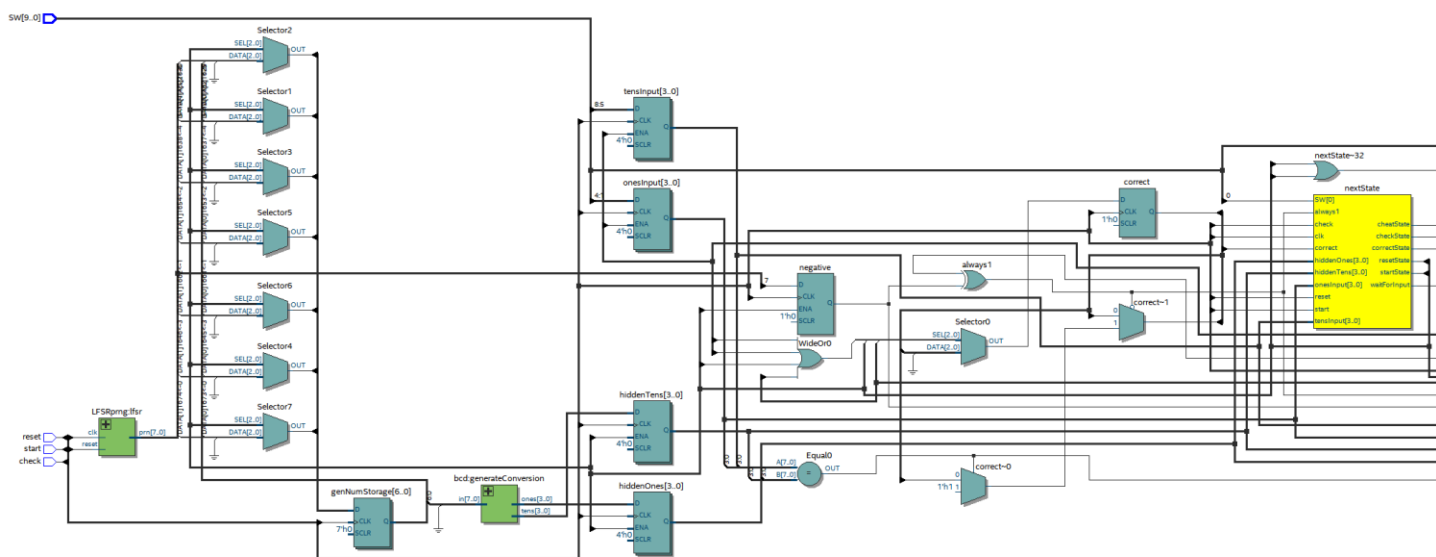 SW[9..0]
Selector2
SEL[2..0]
DATA[2..0]
OUT
Selector1
SEL[2..0]
DATA[2..0]
OUT
Selector3
SEL[2..0]
DATA[2..0]
OUT
Selector5
SEL[2..0]
DATA[2..0]
OUT
Selector6
SEL[2..0]
DATA[2..0]
OUT
Selector4
SEL[2..0]
DATA[2..0]
OUT
Selector7
SEL[2..0]
DATA[2..0]
OUT
LFSRprng:lfsr
clk
reset
prn[7..0]
reset
start
check
genNumStorage[6..0]
D
CLK
Q
7'h0
SCLR
bcd:generateConversion
in[7..0]
ones[3..0]
tens[3..0]
tensInput[3..0]
8:5
D
CLK
Q
ENA
4'h0
SCLR
onesInput[3..0]
D
CLK
Q
ENA
4'h0
SCLR
negative
7
D
CLK
Q
ENA
1'h0
SCLR
WideOr0
hiddenTens[3..0]
D
CLK
Q
ENA
4'h0
SCLR
hiddenOnes[3..0]
D
CLK
Q
ENA
4'h0
SCLR
Equal0
A[7..0]
B[7..0]
=
OUT
always1
Selector0
SEL[2..0]
DATA[2..0]
OUT
correct~0
0
1'h1
1
correct
D
CLK
Q
1'h0
SCLR
correct~1
0
1
nextState~32
nextState
0
SW[0]
always1
check
clk
correct
hiddenOnes[3..0]
hiddenTens[3..0]
onesInput[3..0]
reset
start
tensInput[3..0]
cheatState
checkState
correctState
resetState
startState
waitForInput